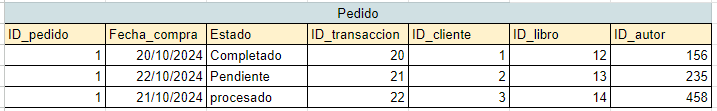 Pedido
ID_pedido Fecha_compra Estado ID_transaccion ID_cliente ID_libro ID_autor
1 20/10/2024 Completado 20 1 12 156
1 22/10/2024 Pendiente 21 2 13 235
1 21/10/2024 procesado 22 3 14 458